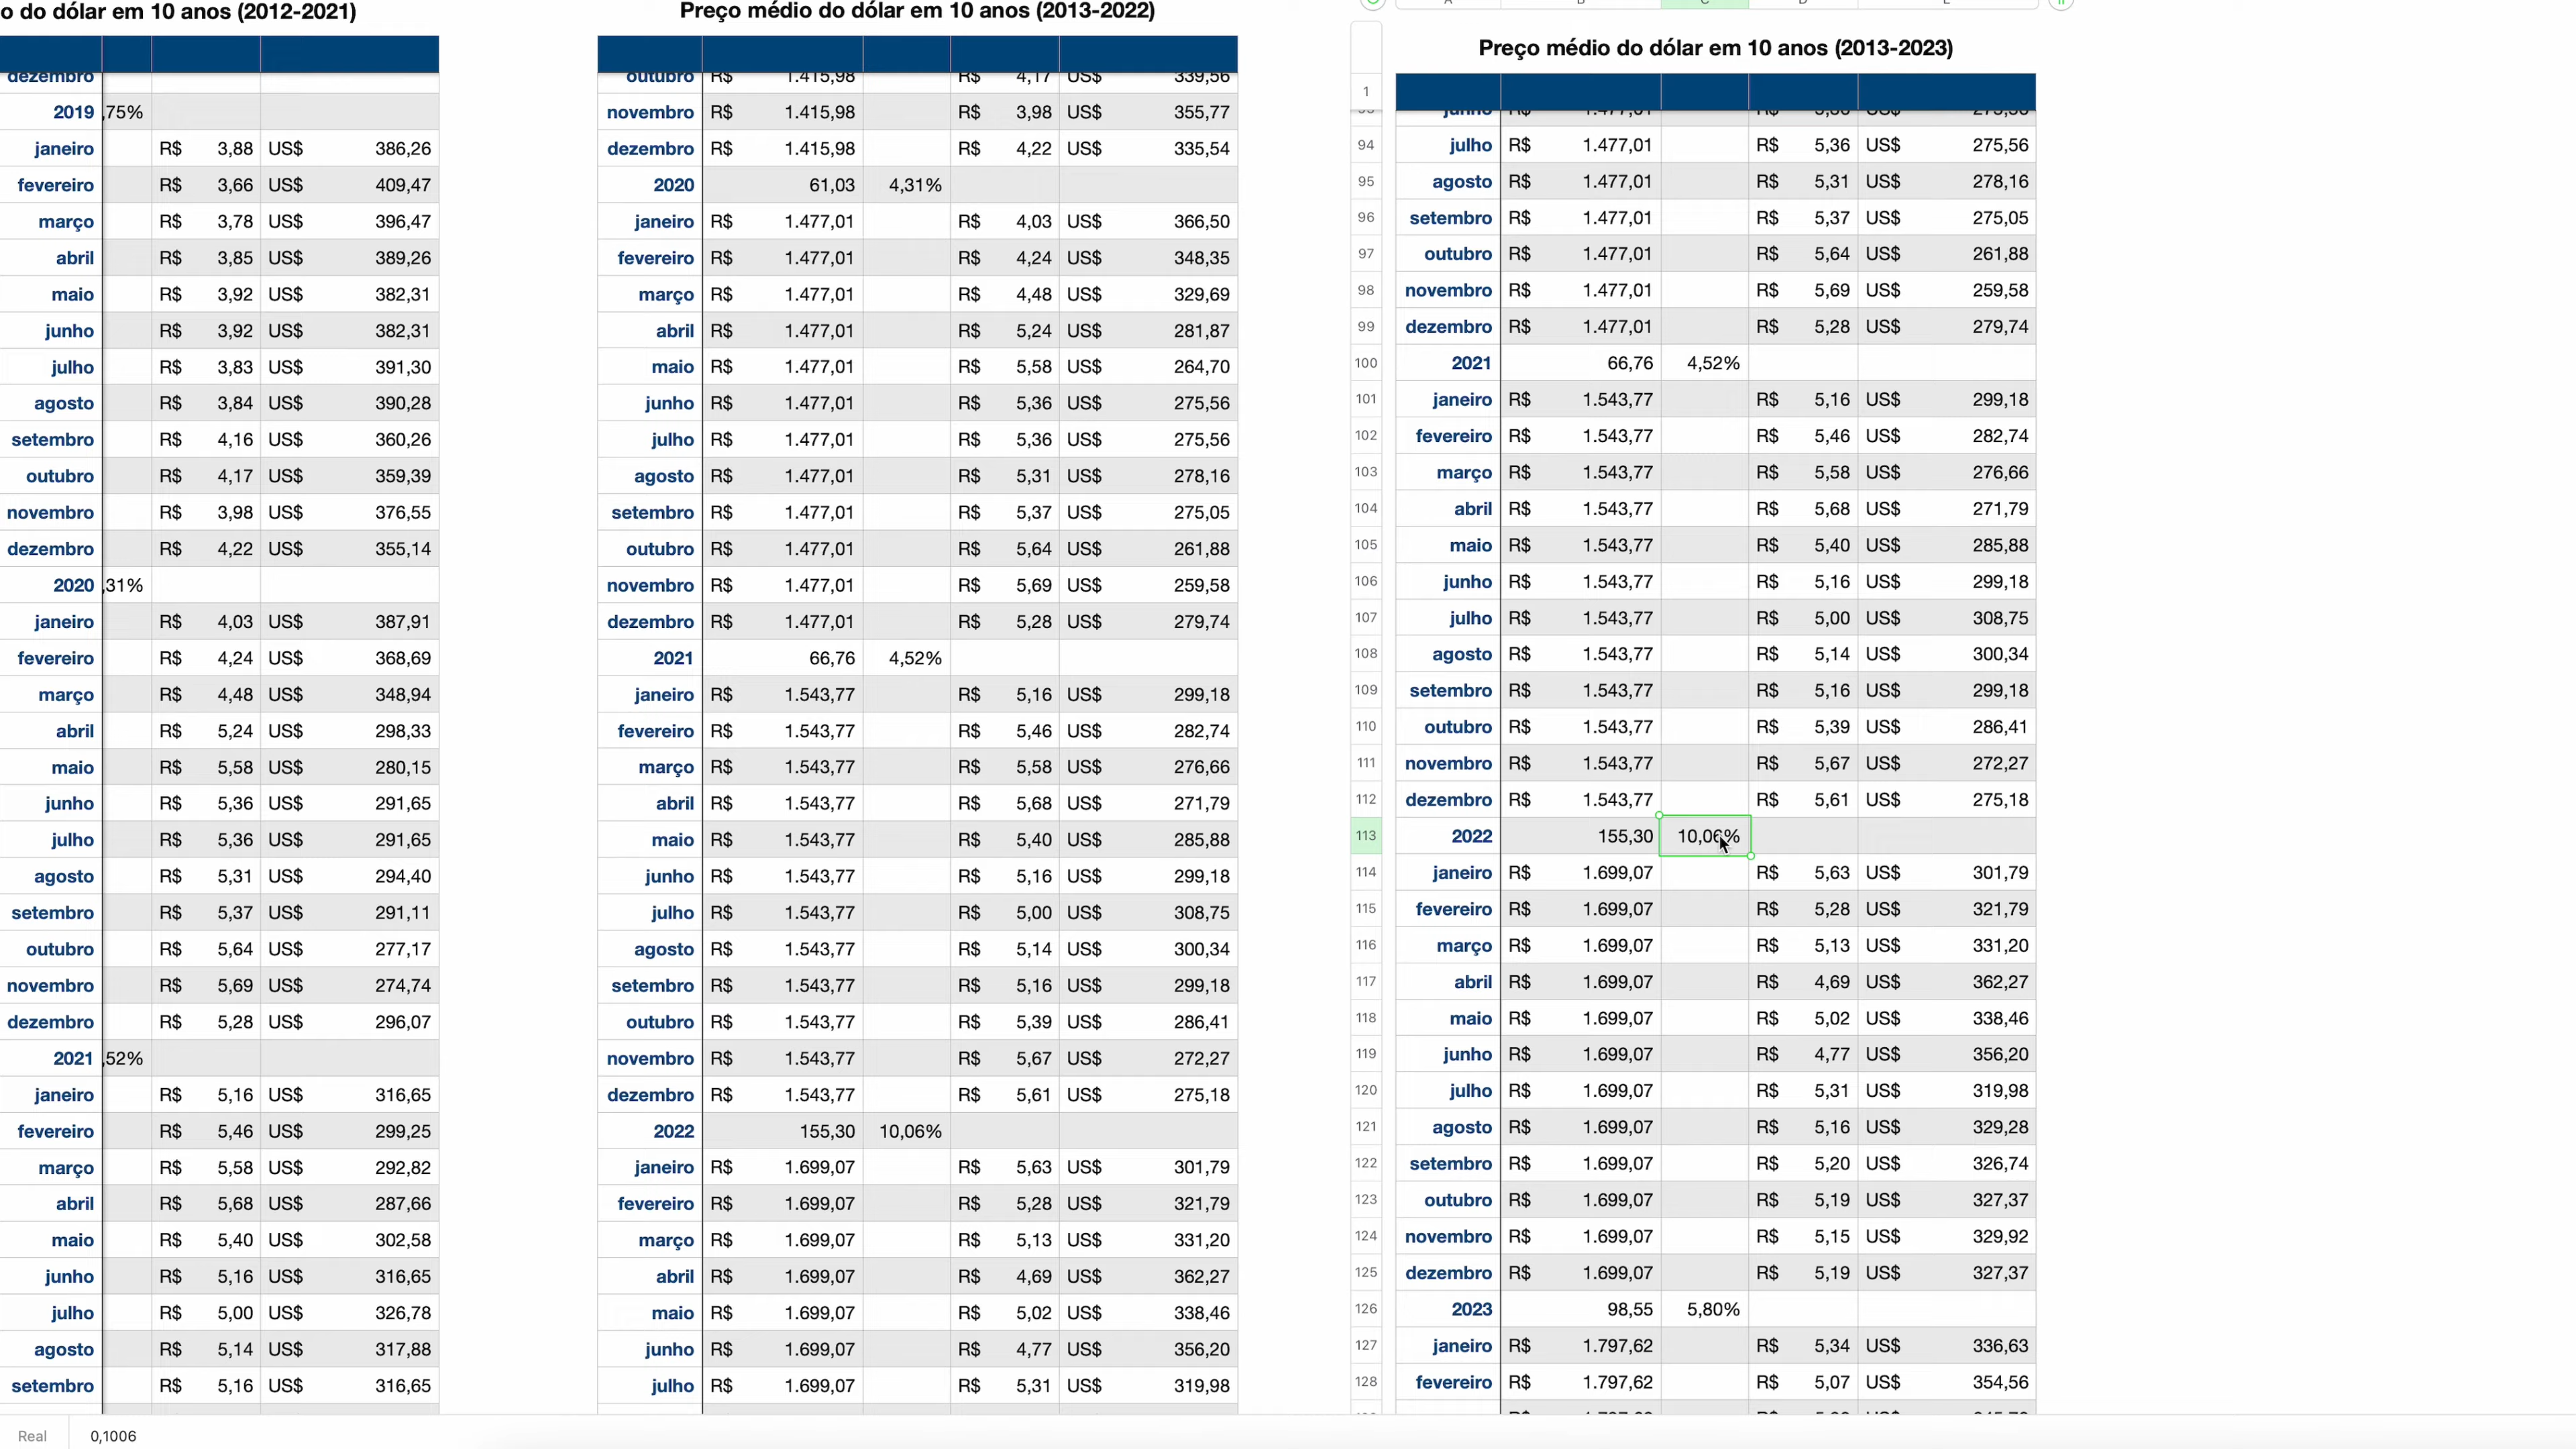 o do dólar em 10 anos (2012-2021)
dezembro
2019 ,75%
janeiro R$ 3,88 US$ 386,26
fevereiro R$ 3,66 US$ 409,47
março R$ 3,78 US$ 396,47
abril R$ 3,85 US$ 389,26
maio R$ 3,92 US$ 382,31
junho R$ 3,92 US$ 382,31
julho R$ 3,83 US$ 391,30
agosto R$ 3,84 US$ 390,28
setembro R$ 4,16 US$ 360,26
outubro R$ 4,17 US$ 359,39
novembro R$ 3,98 US$ 376,55
dezembro R$ 4,22 US$ 355,14
2020 ,31%
janeiro R$ 4,03 US$ 387,91
fevereiro R$ 4,24 US$ 368,69
março R$ 4,48 US$ 348,94
abril R$ 5,24 US$ 298,33
maio R$ 5,58 US$ 280,15
junho R$ 5,36 US$ 291,65
julho R$ 5,36 US$ 291,65
agosto R$ 5,31 US$ 294,40
setembro R$ 5,37 US$ 291,11
outubro R$ 5,64 US$ 277,17
novembro R$ 5,69 US$ 274,74
dezembro R$ 5,28 US$ 296,07
2021 ,52%
janeiro R$ 5,16 US$ 316,65
fevereiro R$ 5,46 US$ 299,25
março R$ 5,58 US$ 292,82
abril R$ 5,68 US$ 287,66
maio R$ 5,40 US$ 302,58
junho R$ 5,16 US$ 316,65
julho R$ 5,00 US$ 326,78
agosto R$ 5,14 US$ 317,88
setembro R$ 5,16 US$ 316,65
Preço médio do dólar em 10 anos (2013-2022)
outubro R$ 1.415,98 R$ 4,17 US$ 339,56
novembro R$ 1.415,98 R$ 3,98 US$ 355,77
dezembro R$ 1.415,98 R$ 4,22 US$ 335,54
2020 61,03 4,31%
janeiro R$ 1.477,01 R$ 4,03 US$ 366,50
fevereiro R$ 1.477,01 R$ 4,24 US$ 348,35
março R$ 1.477,01 R$ 4,48 US$ 329,69
abril R$ 1.477,01 R$ 5,24 US$ 281,87
maio R$ 1.477,01 R$ 5,58 US$ 264,70
junho R$ 1.477,01 R$ 5,36 US$ 275,56
julho R$ 1.477,01 R$ 5,36 US$ 275,56
agosto R$ 1.477,01 R$ 5,31 US$ 278,16
setembro R$ 1.477,01 R$ 5,37 US$ 275,05
outubro R$ 1.477,01 R$ 5,64 US$ 261,88
novembro R$ 1.477,01 R$ 5,69 US$ 259,58
dezembro R$ 1.477,01 R$ 5,28 US$ 279,74
2021 66,76 4,52%
janeiro R$ 1.543,77 R$ 5,16 US$ 299,18
fevereiro R$ 1.543,77 R$ 5,46 US$ 282,74
março R$ 1.543,77 R$ 5,58 US$ 276,66
abril R$ 1.543,77 R$ 5,68 US$ 271,79
maio R$ 1.543,77 R$ 5,40 US$ 285,88
junho R$ 1.543,77 R$ 5,16 US$ 299,18
julho R$ 1.543,77 R$ 5,00 US$ 308,75
agosto R$ 1.543,77 R$ 5,14 US$ 300,34
setembro R$ 1.543,77 R$ 5,16 US$ 299,18
outubro R$ 1.543,77 R$ 5,39 US$ 286,41
novembro R$ 1.543,77 R$ 5,67 US$ 272,27
dezembro R$ 1.543,77 R$ 5,61 US$ 275,18
2022 155,30 10,06%
janeiro R$ 1.699,07 R$ 5,63 US$ 301,79
fevereiro R$ 1.699,07 R$ 5,28 US$ 321,79
março R$ 1.699,07 R$ 5,13 US$ 331,20
abril R$ 1.699,07 R$ 4,69 US$ 362,27
maio R$ 1.699,07 R$ 5,02 US$ 338,46
junho R$ 1.699,07 R$ 4,77 US$ 356,20
julho R$ 1.699,07 R$ 5,31 US$ 319,98
Preço médio do dólar em 10 anos (2013-2023)
1
94 julho R$ 1.477,01 R$ 5,36 US$ 275,56
95 agosto R$ 1.477,01 R$ 5,31 US$ 278,16
96 setembro R$ 1.477,01 R$ 5,37 US$ 275,05
97 outubro R$ 1.477,01 R$ 5,64 US$ 261,88
98 novembro R$ 1.477,01 R$ 5,69 US$ 259,58
99 dezembro R$ 1.477,01 R$ 5,28 US$ 279,74
100 2021 66,76 4,52%
101 janeiro R$ 1.543,77 R$ 5,16 US$ 299,18
102 fevereiro R$ 1.543,77 R$ 5,46 US$ 282,74
103 março R$ 1.543,77 R$ 5,58 US$ 276,66
104 abril R$ 1.543,77 R$ 5,68 US$ 271,79
105 maio R$ 1.543,77 R$ 5,40 US$ 285,88
106 junho R$ 1.543,77 R$ 5,16 US$ 299,18
107 julho R$ 1.543,77 R$ 5,00 US$ 308,75
108 agosto R$ 1.543,77 R$ 5,14 US$ 300,34
109 setembro R$ 1.543,77 R$ 5,16 US$ 299,18
110 outubro R$ 1.543,77 R$ 5,39 US$ 286,41
111 novembro R$ 1.543,77 R$ 5,67 US$ 272,27
112 dezembro R$ 1.543,77 R$ 5,61 US$ 275,18
113 2022 155,30 10,06%
114 janeiro R$ 1.699,07 R$ 5,63 US$ 301,79
115 fevereiro R$ 1.699,07 R$ 5,28 US$ 321,79
116 março R$ 1.699,07 R$ 5,13 US$ 331,20
117 abril R$ 1.699,07 R$ 4,69 US$ 362,27
118 maio R$ 1.699,07 R$ 5,02 US$ 338,46
119 junho R$ 1.699,07 R$ 4,77 US$ 356,20
120 julho R$ 1.699,07 R$ 5,31 US$ 319,98
121 agosto R$ 1.699,07 R$ 5,16 US$ 329,28
122 setembro R$ 1.699,07 R$ 5,20 US$ 326,74
123 outubro R$ 1.699,07 R$ 5,19 US$ 327,37
124 novembro R$ 1.699,07 R$ 5,15 US$ 329,92
125 dezembro R$ 1.699,07 R$ 5,19 US$ 327,37
126 2023 98,55 5,80%
127 janeiro R$ 1.797,62 R$ 5,34 US$ 336,63
128 fevereiro R$ 1.797,62 R$ 5,07 US$ 354,56
Real 0,1006